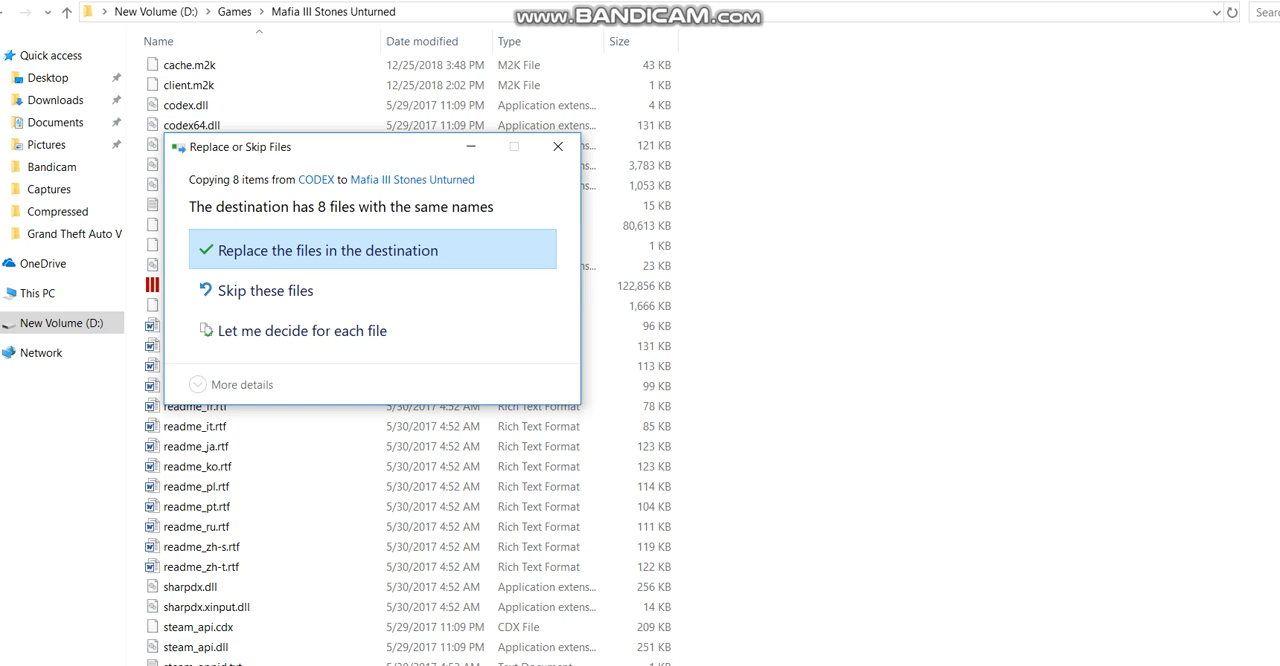 New Volume (D:) > Games > Mafia III Stones Unturned
www.BANDICAM.com
Sear
Name Date modified Type Size
Quick access
Desktop
Downloads
Documents
Pictures
Bandicam
Captures
Compressed
Grand Theft Auto V
OneDrive
This PC
New Volume (D:)
Network
cache.m2k 12/25/2018 3:48 PM M2K File 43 KB
client.m2k 12/25/2018 2:02 PM M2K File 1 KB
codex.dll 5/29/2017 11:09 PM Application extens... 4 KB
codex64.dll 5/29/2017 11:09 PM Application extens... 131 KB
ns... 121 KB
ns... 3,783 KB
ns... 1,053 KB
15 KB
80,613 KB
1 KB
ns... 23 KB
122,856 KB
1,666 KB
96 KB
131 KB
113 KB
99 KB
Replace or Skip Files
Copying 8 items from CODEX to Mafia III Stones Unturned
The destination has 8 files with the same names
Replace the files in the destination
Skip these files
Let me decide for each file
More details
readme_fr.rtf 5/30/2017 4:52 AM Rich Text Format 78 KB
readme_it.rtf 5/30/2017 4:52 AM Rich Text Format 85 KB
readme_ja.rtf 5/30/2017 4:52 AM Rich Text Format 123 KB
readme_ko.rtf 5/30/2017 4:52 AM Rich Text Format 123 KB
readme_pl.rtf 5/30/2017 4:52 AM Rich Text Format 114 KB
readme_pt.rtf 5/30/2017 4:52 AM Rich Text Format 104 KB
readme_ru.rtf 5/30/2017 4:52 AM Rich Text Format 111 KB
readme_zh-s.rtf 5/30/2017 4:52 AM Rich Text Format 119 KB
readme_zh-t.rtf 5/30/2017 4:52 AM Rich Text Format 122 KB
sharpdx.dll 5/30/2017 4:52 AM Application extens... 256 KB
sharpdx.xinput.dll 5/30/2017 4:52 AM Application extens... 14 KB
steam_api.cdx 5/29/2017 11:09 PM CDX File 209 KB
steam_api.dll 5/29/2017 11:09 PM Application extens... 251 KB